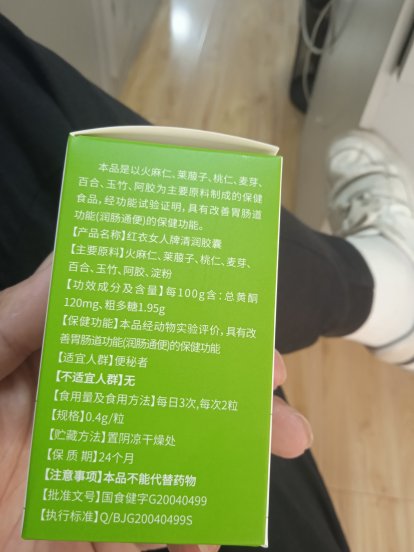 本品是以火麻仁、莱菔子、桃仁、麦芽、
百合、玉竹、阿胶为主要原料制成的保健
食品，经功能试验证明，具有改善胃肠道
功能(润肠通便)的保健功能。
【产品名称】红衣女人牌清润胶囊
【主要原料】火麻仁、莱菔子、桃仁、麦芽、
百合、玉竹、阿胶、淀粉
【功效成分及含量】每100g含：总黄酮
120mg、粗多糖1.95g
【保健功能】本品经动物实验评价，具有改
善胃肠道功能(润肠通便)的保健功能
【适宜人群】便秘者
【不适宜人群】无
【食用量及食用方法】每日3次,每次2粒
【规格】0.4g/粒
【贮藏方法】置阴凉干燥处
【保质期】24个月
【注意事项】本品不能代替药物
【批准文号】国食健字G20040499
【执行标准】Q/BJG20040499S